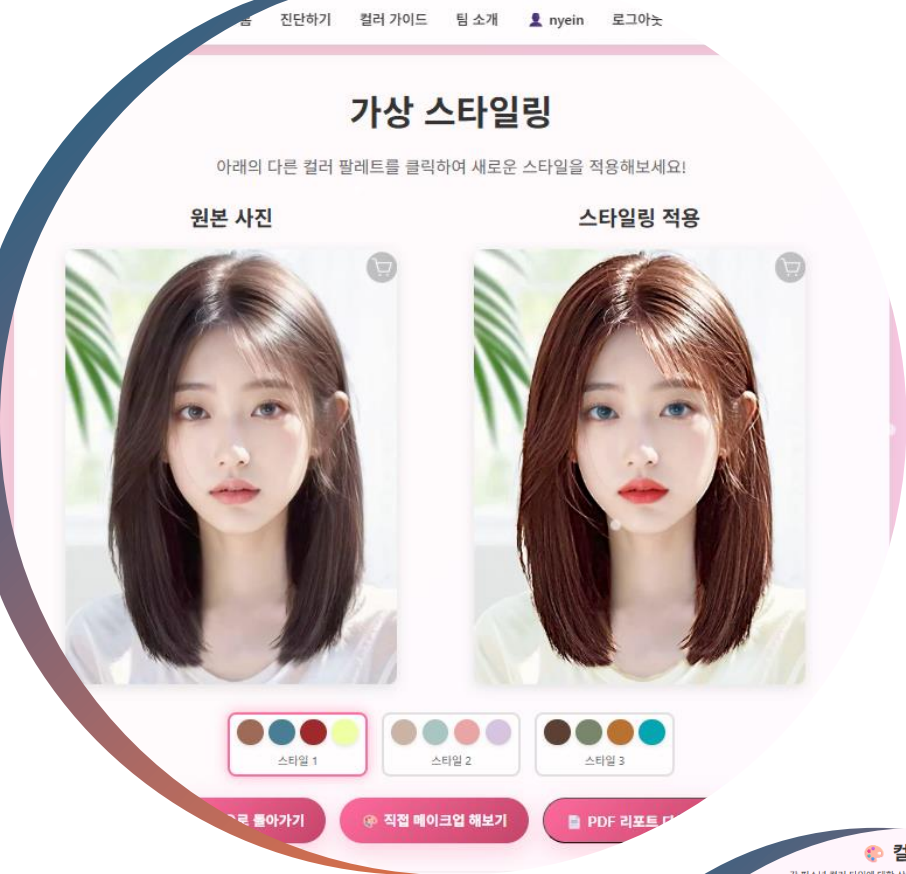 진단하기 컬러 가이드 팀 소개 nyein 로그아웃
가상 스타일링
아래의 다른 컬러 팔레트를 클릭하여 새로운 스타일을 적용해보세요!
원본 사진 스타일링 적용
스타일 1 스타일 2 스타일 3
돌아가기 직접 메이크업 해보기 PDF 리포트